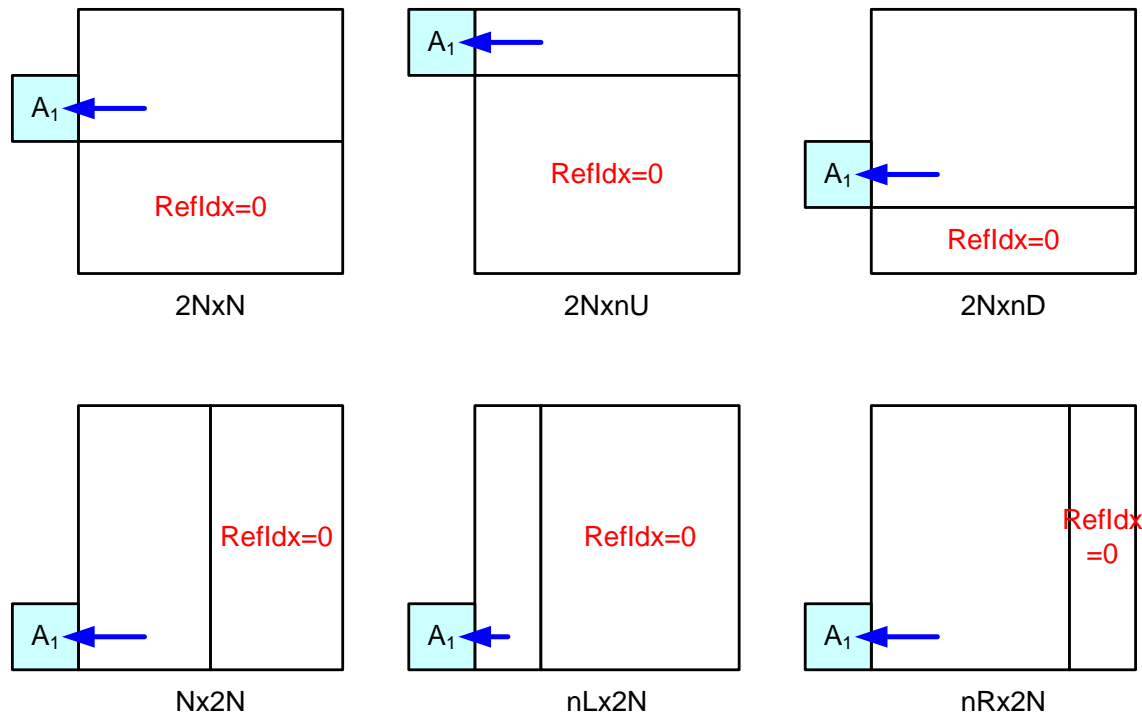 A₁
A₁
A₁
RefIdx=0
RefIdx=0
RefIdx=0
2NxN
2NxnU
2NxnD
RefIdx=0
RefIdx=0
RefIdx
=0
A₁
A₁
A₁
Nx2N
nLx2N
nRx2N